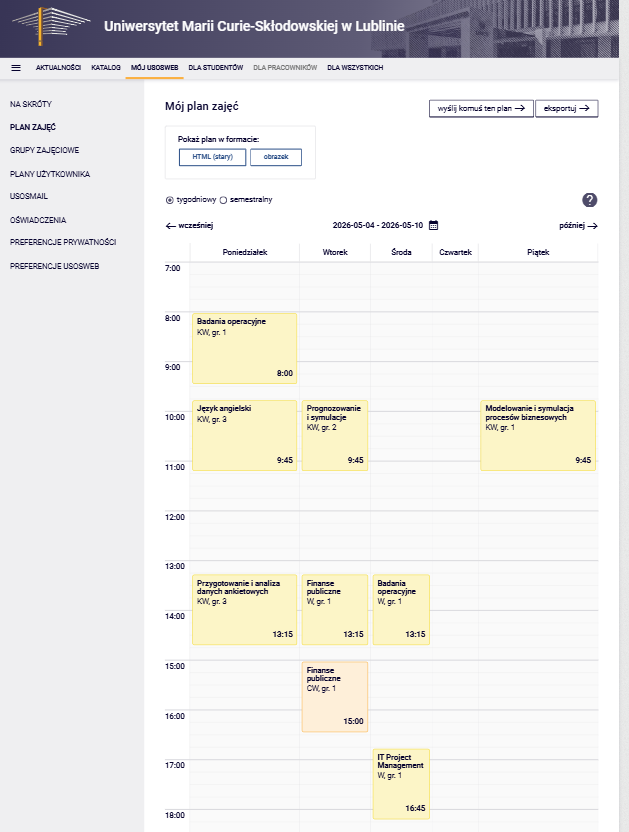 Uniwersytet Marii Curie-Skłodowskiej w Lublinie
AKTUALNOŚCI KATALOG MÓJ USOSWEB DLA STUDENTÓW DLA PRACOWNIKÓW DLA WSZYSTKICH
NA SKRÓTY
PLAN ZAJĘĆ
GRUPY ZAJĘCIOWE
PLANY UŻYTKOWNIKA
USOSMAIL
OŚWIADCZENIA
PREFERENCJE PRYWATNOŚCI
PREFERENCJE USOSWEB
Mój plan zajęć
wyślij komuś ten plan → eksportuj →
Pokaż plan w formacie:
HTML (stary) obrazek
tygodniowy semestralny
?
← wcześniej 2026-05-04 - 2026-05-10 później →
Poniedziałek Wtorek Środa Czwartek Piątek
7:00
8:00
Badania operacyjne
KW, gr. 1
8:00
9:00
10:00
Język angielski
KW, gr. 3
9:45
Prognozowanie
i symulacje
KW, gr. 2
9:45
Modelowanie i symulacja
procesów biznesowych
KW, gr. 1
9:45
11:00
12:00
13:00
Przygotowanie i analiza
danych ankietowych
KW, gr. 3
13:15
Finanse
publiczne
W, gr. 1
13:15
Badania
operacyjne
W, gr. 1
13:15
14:00
15:00
Finanse
publiczne
CW, gr. 1
15:00
16:00
IT Project
Management
W, gr. 1
16:45
17:00
18:00